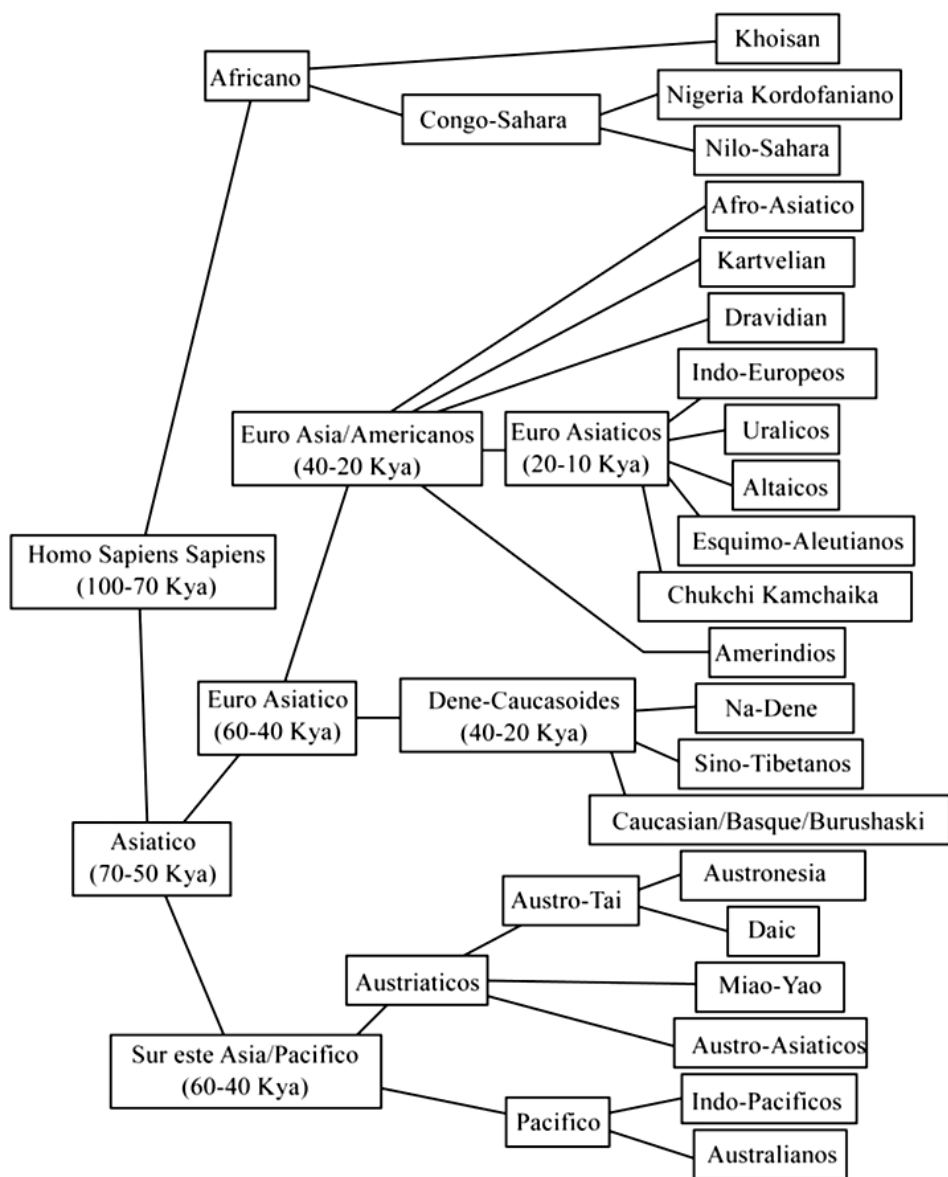 Khoisan
Africano
Nigeria Kordofaniano
Congo-Sahara
Nilo-Sahara
Afro-Asiatico
Kartvelian
Dravidian
Indo-Europeos
Euro Asia/Americanos
(40-20 Kya)
Euro Asiaticos
(20-10 Kya)
Uralicos
Altaicos
Esquimo-Aleutianos
Homo Sapiens Sapiens
(100-70 Kya)
Chukchi Kamchaika
Amerindios
Euro Asiatico
(60-40 Kya)
Dene-Caucasoides
(40-20 Kya)
Na-Dene
Sino-Tibetanos
Caucasian/Basque/Burushaski
Asiatico
(70-50 Kya)
Austronesia
Austro-Tai
Daic
Austriaticos
Miao-Yao
Austro-Asiaticos
Sur este Asia/Pacifico
(60-40 Kya)
Indo-Pacificos
Pacifico
Australianos